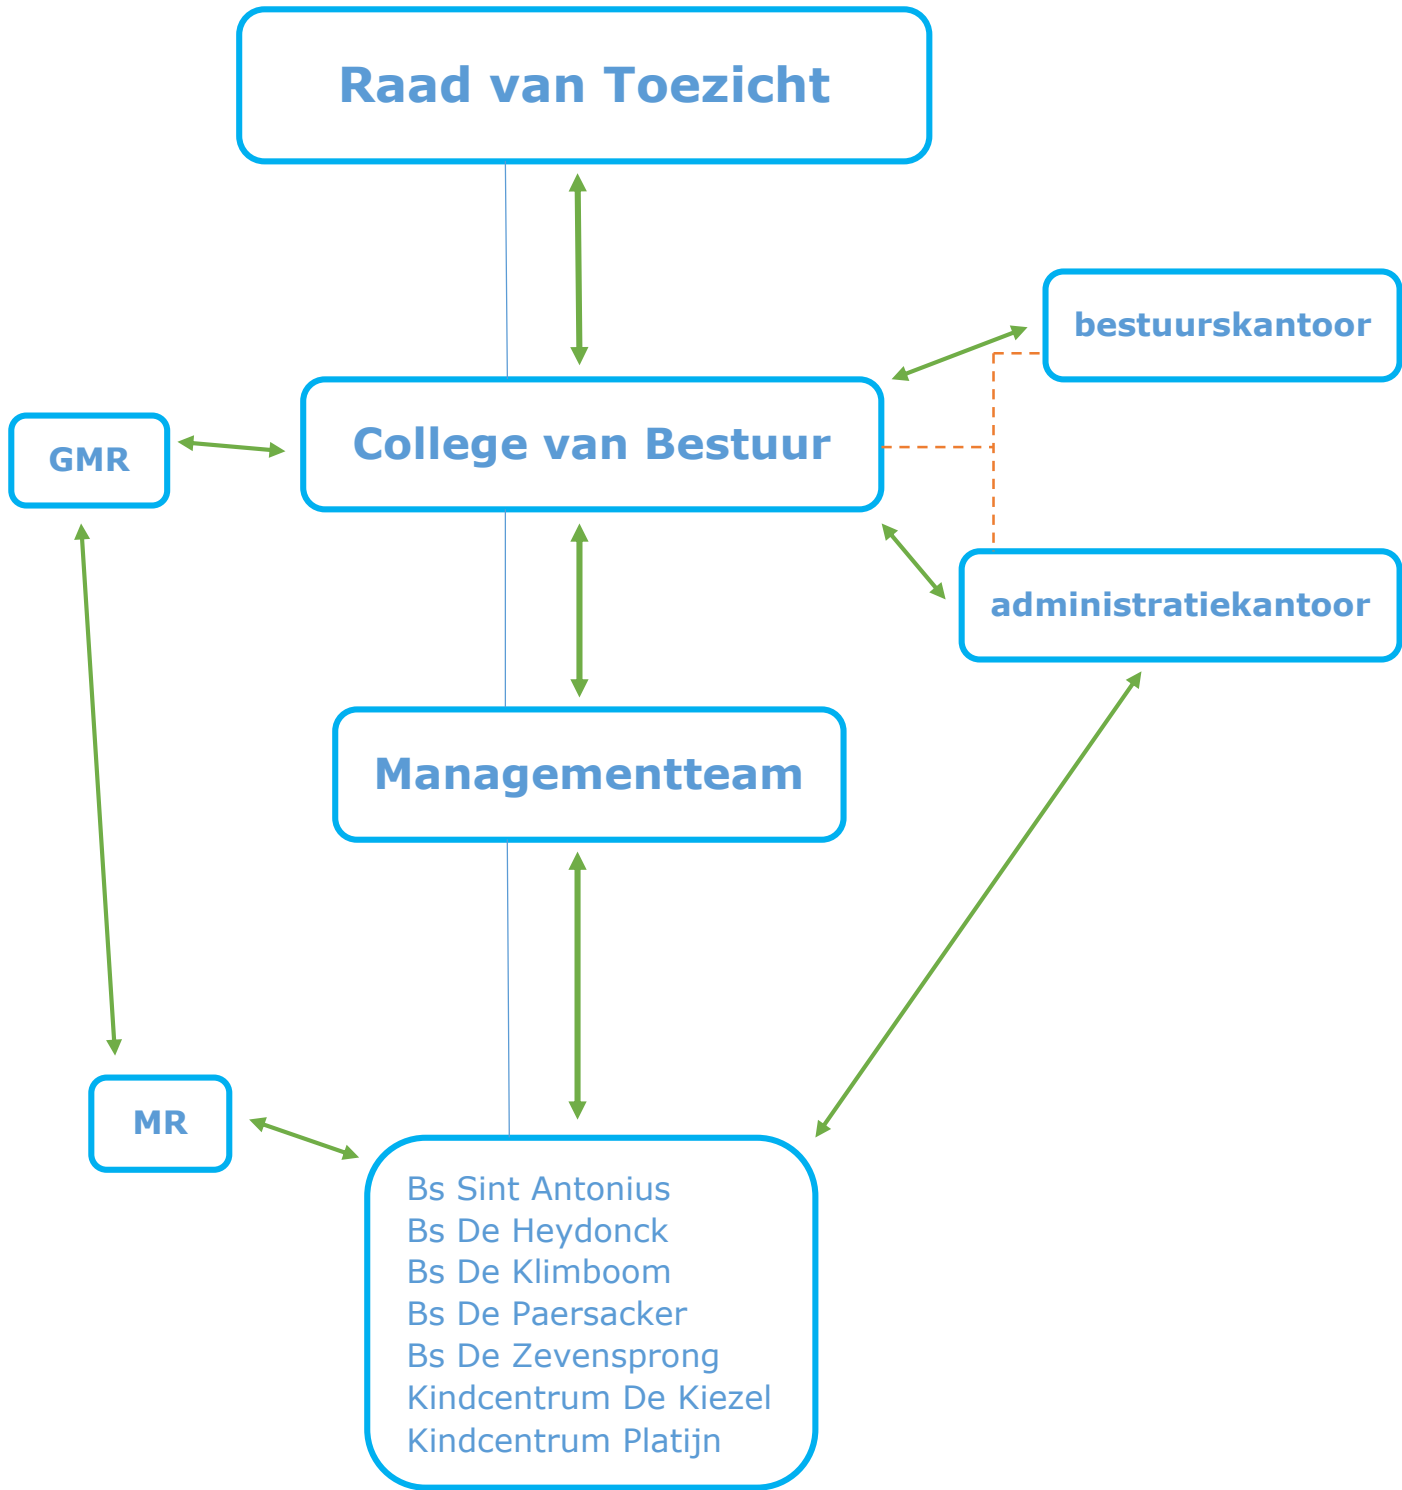 Raad van Toezicht
bestuurskantoor
College van Bestuur
GMR
administratiekantoor
Managementteam
MR
Bs Sint Antonius
Bs De Heydonck
Bs De Klimboom
Bs De Paersacker
Bs De Zevensprong
Kindcentrum De Kiezel
Kindcentrum Platijn